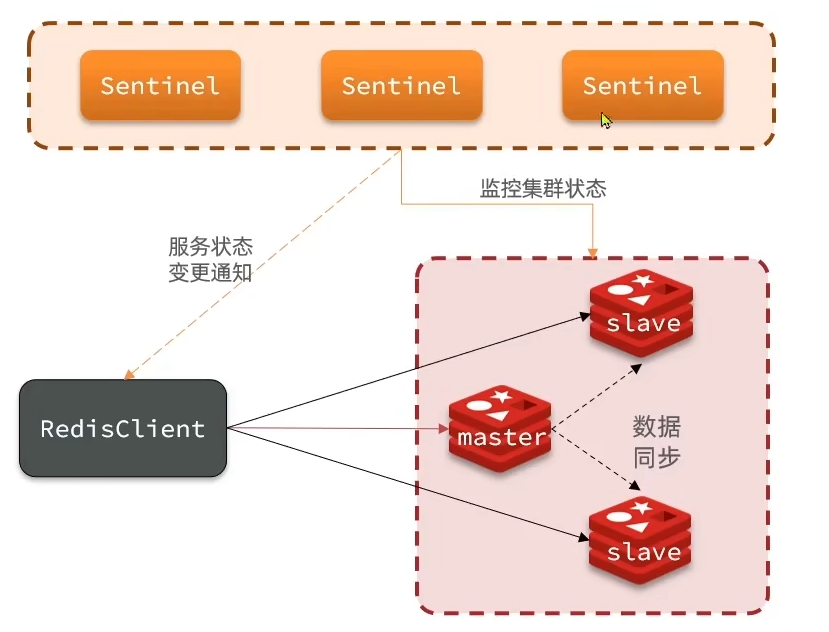 Sentinel
Sentinel
Sentinel
监控集群状态
服务状态
变更通知
slave
RedisClient
master
数据
同步
slave